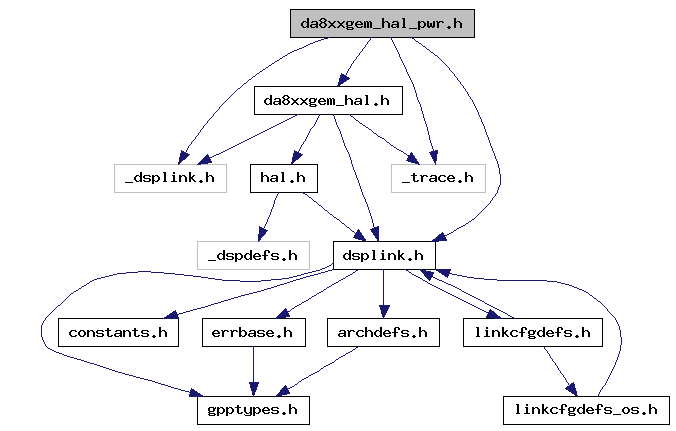 da8xxgem_hal_pwr.h
da8xxgem_hal.h
_dsplink.h
hal.h
_trace.h
_dspdefs.h
dsplink.h
constants.h
errbase.h
archdefs.h
linkcfgdefs.h
gpptypes.h
linkcfgdefs_os.h